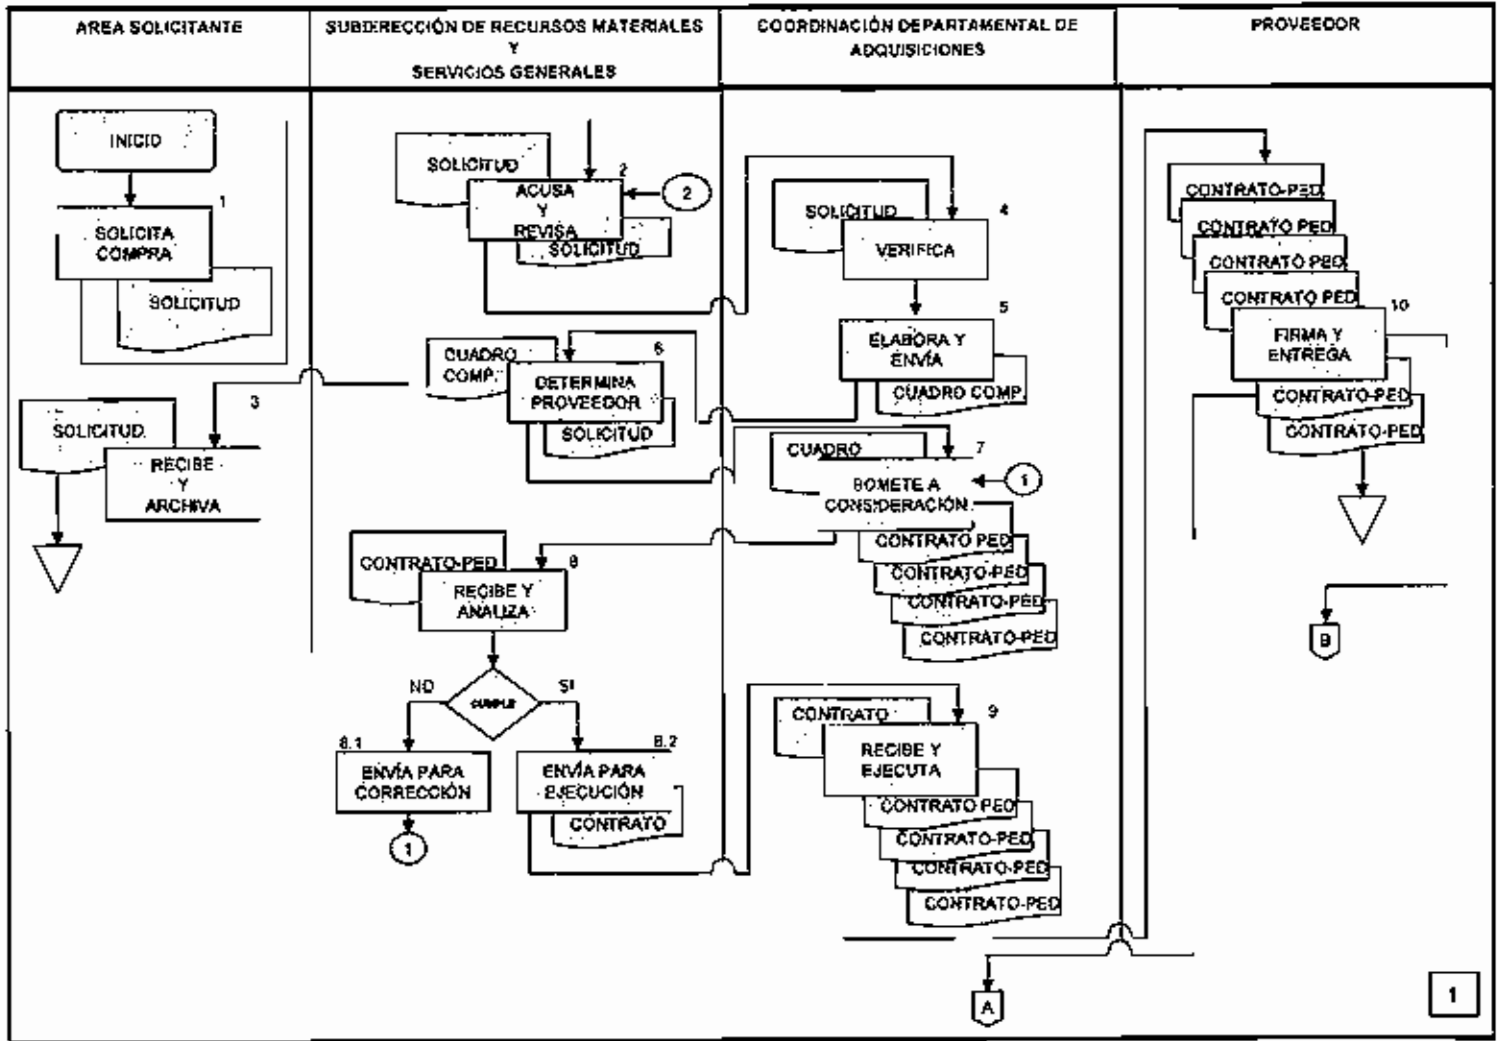 AREA SOLICITANTE
SUBDIRECCIÓN DE RECURSOS MATERIALES
Y
SERVICIOS GENERALES
COORDINACIÓN DEPARTAMENTAL DE
ADQUISICIONES
PROVEEDOR
INICIO
1
SOLICITA
COMPRA
SOLICITUD
3
SOLICITUD
RECIBE
Y
ARCHIVA
SOLICITUD
2
ACUSA
Y
REVISA
SOLICITUD
2
6
CUADRO
COMP.
DETERMINA
PROVEEDOR
SOLICITUD
CONTRATO-PED
8
RECIBE Y
ANALIZA
NO
CUMPLE
SI
8.1
ENVÍA PARA
CORRECCIÓN
1
8.2
ENVÍA PARA
EJECUCIÓN
CONTRATO
SOLICITUD
4
VERIFICA
5
ELABORA Y
ENVÍA
CUADRO COMP.
CUADRO
7
SOMETE A
CONSIDERACIÓN
1
CONTRATO PED
CONTRATO-PED
CONTRATO-PED
CONTRATO-PED
CONTRATO
9
RECIBE Y
EJECUTA
CONTRATO PED
CONTRATO-PED
CONTRATO-PED
CONTRATO-PED
A
CONTRATO-PED
CONTRATO PED
CONTRATO PED
CONTRATO PED
10
FIRMA Y
ENTREGA
CONTRATO-PED
CONTRATO-PED
B
1